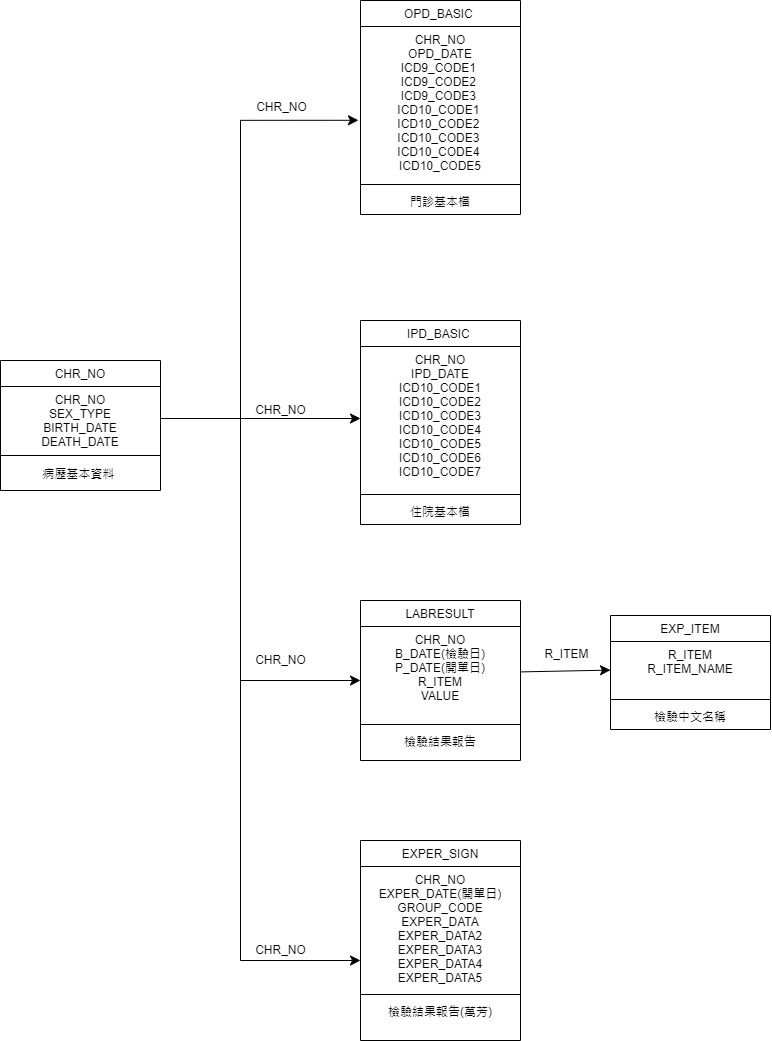 OPD_BASIC
CHR_NO
OPD_DATE
ICD9_CODE1
ICD9_CODE2
ICD9_CODE3
ICD10_CODE1
ICD10_CODE2
ICD10_CODE3
ICD10_CODE4
ICD10_CODE5
門診基本檔
CHR_NO
IPD_BASIC
CHR_NO
IPD_DATE
ICD10_CODE1
ICD10_CODE2
ICD10_CODE3
ICD10_CODE4
ICD10_CODE5
ICD10_CODE6
ICD10_CODE7
住院基本檔
CHR_NO
CHR_NO
CHR_NO
SEX_TYPE
BIRTH_DATE
DEATH_DATE
病歷基本資料
CHR_NO
LABRESULT
CHR_NO
B_DATE(檢驗日)
P_DATE(開單日)
R_ITEM
VALUE
檢驗結果報告
R_ITEM
EXP_ITEM
R_ITEM
R_ITEM_NAME
檢驗中文名稱
CHR_NO
EXPER_SIGN
CHR_NO
EXPER_DATE(開單日)
GROUP_CODE
EXPER_DATA
EXPER_DATA2
EXPER_DATA3
EXPER_DATA4
EXPER_DATA5
檢驗結果報告(萬芳)